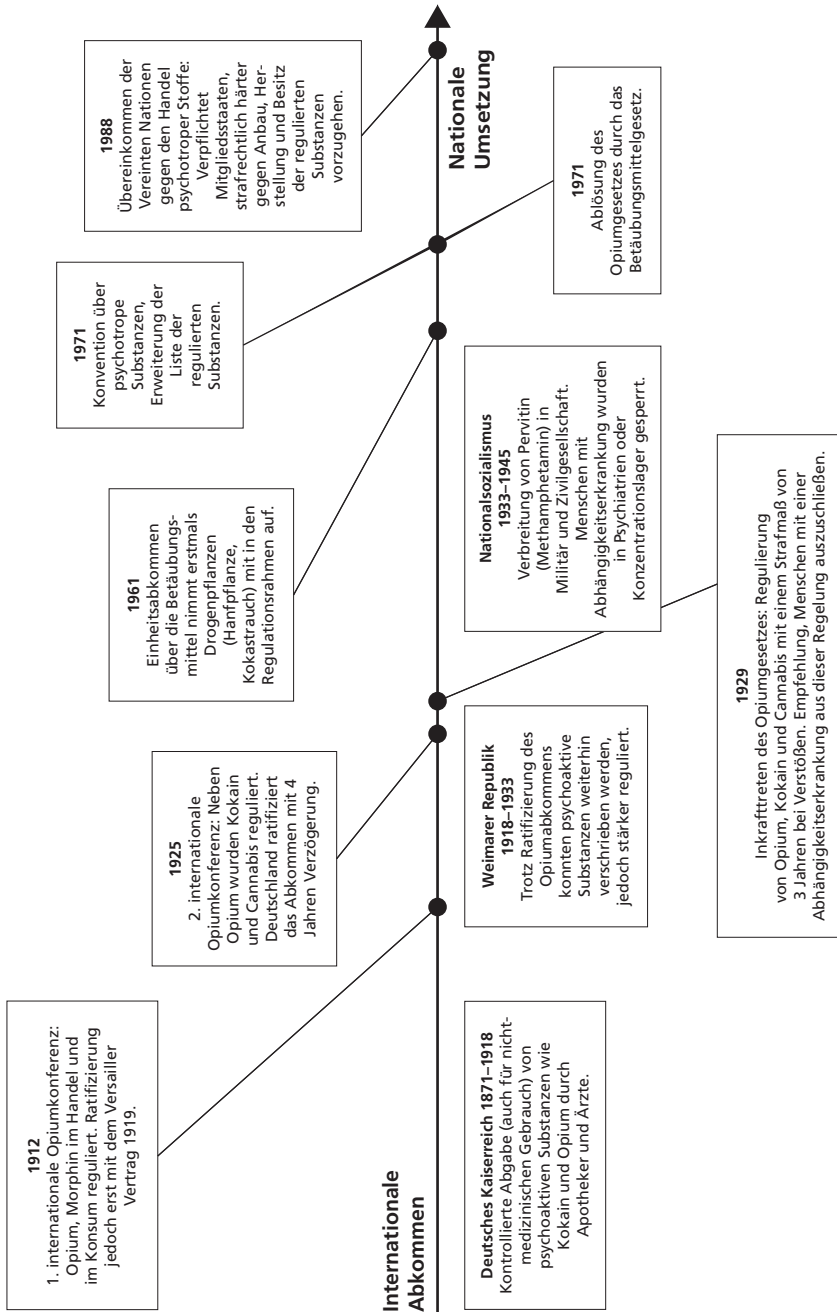 1912
1. internationale Opiumkonferenz:
Opium, Morphin im Handel und
im Konsum reguliert. Ratifizierung
jedoch erst mit dem Versailler
Vertrag 1919.
1925
2. internationale
Opiumkonferenz: Neben
Opium wurden Kokain
und Cannabis reguliert.
Deutschland ratifiziert
das Abkommen mit 4
Jahren Verzögerung.
1961
Einheitsabkommen
über die Betäubungs-
mittel nimmt erstmals
Drogenpflanzen
(Hanfpflanze,
Kokastrauch) mit in den
Regulationsrahmen auf.
1971
Konvention über
psychotrope
Substanzen,
Erweiterung der
Liste der
regulierten
Substanzen.
1988
Übereinkommen der
Vereinten Nationen
gegen den Handel
psychotroper Stoffe:
Verpflichtet
Mitgliedsstaaten,
strafrechtlich härter
gegen Anbau, Her-
stellung und Besitz
der regulierten
Substanzen
vorzugehen.
Internationale
Abkommen
Nationale
Umsetzung
Deutsches Kaiserreich 1871–1918
Kontrollierte Abgabe (auch für nicht-
medizinischen Gebrauch) von
psychoaktiven Substanzen wie
Kokain und Opium durch
Apotheker und Ärzte.
Weimarer Republik
1918–1933
Trotz Ratifizierung des
Opiumabkommens
konnten psychoaktive
Substanzen weiterhin
verschrieben werden,
jedoch stärker reguliert.
Nationalsozialismus
1933–1945
Verbreitung von Pervitin
(Methamphetamin) in
Militär und Zivilgesellschaft.
Menschen mit
Abhängigkeitserkrankung wurden
in Psychiatrien oder
Konzentrationslager gesperrt.
1971
Ablösung des
Opiumgesetzes durch das
Betäubungsmittelgesetz.
1929
Inkrafttreten des Opiumgesetzes: Regulierung
von Opium, Kokain und Cannabis mit einem Strafmaß von
3 Jahren bei Verstößen. Empfehlung, Menschen mit einer
Abhängigkeitserkrankung aus dieser Regelung auszuschließen.